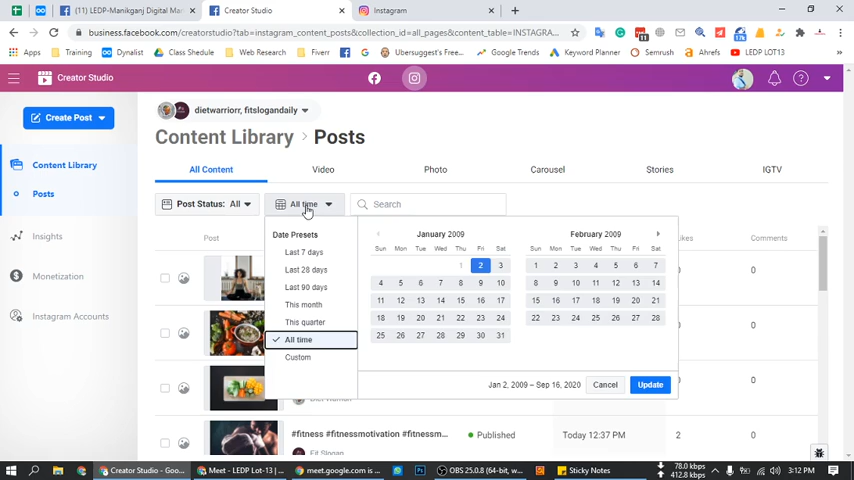 LEDP-Manikganj Digital Mar
Creator Studio
Instagram
business.facebook.com/creatorstudio?tab=instagram_content_posts&collection_id=all_pages&content_table=INSTAGRA...
Apps Training Dynalist Class Shedule Web Research Fiverr Ubersuggest's Free... Google Trends Keyword Planner Semrush Ahrefs LEDP LOT13
Creator Studio
Create Post
dietwarriorr, fitslogandaily
Content Library > Posts
Content Library
Posts
Insights
Monetization
Instagram Accounts
All Content Video Photo Carousel Stories IGTV
Post Status: All All time Search
Post Likes Comments
Date Presets
Last 7 days
Last 28 days
Last 90 days
This month
This quarter
All time
Custom
January 2009 February 2009
Sun Mon Tue Wed Thu Fri Sat Sun Mon Tue Wed Thu Fri Sat
1 2 3 1 2 3 4 5 6 7
4 5 6 7 8 9 10 8 9 10 11 12 13 14
11 12 13 14 15 16 17 15 16 17 18 19 20 21
18 19 20 21 22 23 24 22 23 24 25 26 27 28
25 26 27 28 29 30 31
Jan 2, 2009 – Sep 16, 2020 Cancel Update
0
0
0
#fitness #fitnessmotivation #fitnessm... Published Today 12:37 PM 2 0
Fit Slogan
Creator Studio - Goo...
Meet - LEDP Lot-13 |...
meet.google.com is ...
OBS 25.0.8 (64-bit, w...
Sticky Notes
78.0 kbps
412.8 kbps
3:12 PM